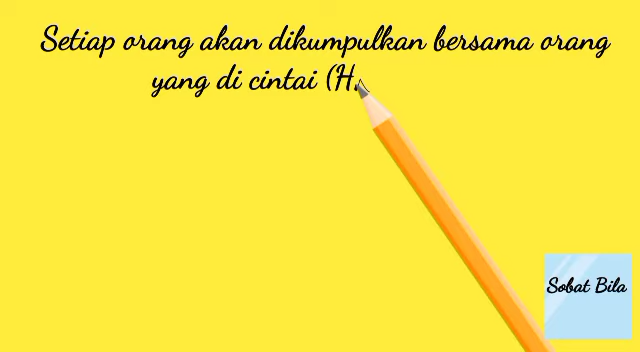 Setiap orang akan dikumpulkan bersama orang
yang di cintai (H.
Sobat Bila